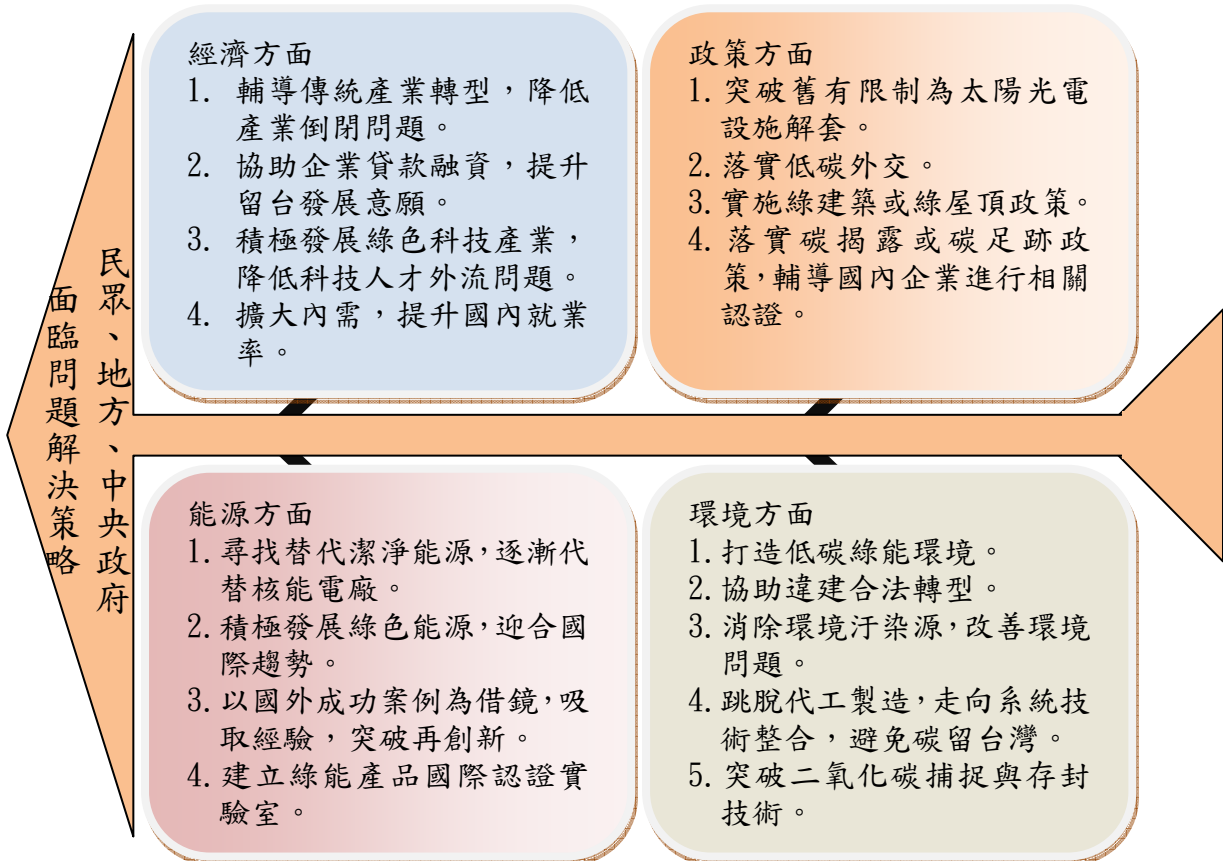 民眾、地方、中央政府
面臨問題解決策略
經濟方面
1. 輔導傳統產業轉型，降低
產業倒閉問題。
2. 協助企業貸款融資，提升
留台發展意願。
3. 積極發展綠色科技產業，
降低科技人才外流問題。
4. 擴大內需，提升國內就業
率。
政策方面
1. 突破舊有限制為太陽光電
設施解套。
2. 落實低碳外交。
3. 實施綠建築或綠屋頂政策。
4. 落實碳揭露或碳足跡政
策，輔導國內企業進行相關
認證。
能源方面
1. 尋找替代潔淨能源，逐漸代
替核能電廠。
2. 積極發展綠色能源，迎合國
際趨勢。
3. 以國外成功案例為借鏡，吸
取經驗，突破再創新。
4. 建立綠能產品國際認證實
驗室。
環境方面
1. 打造低碳綠能環境。
2. 協助違建合法轉型。
3. 消除環境汙染源，改善環境
問題。
4. 跳脫代工製造，走向系統技
術整合，避免碳留台灣。
5. 突破二氧化碳捕捉與存封
技術。